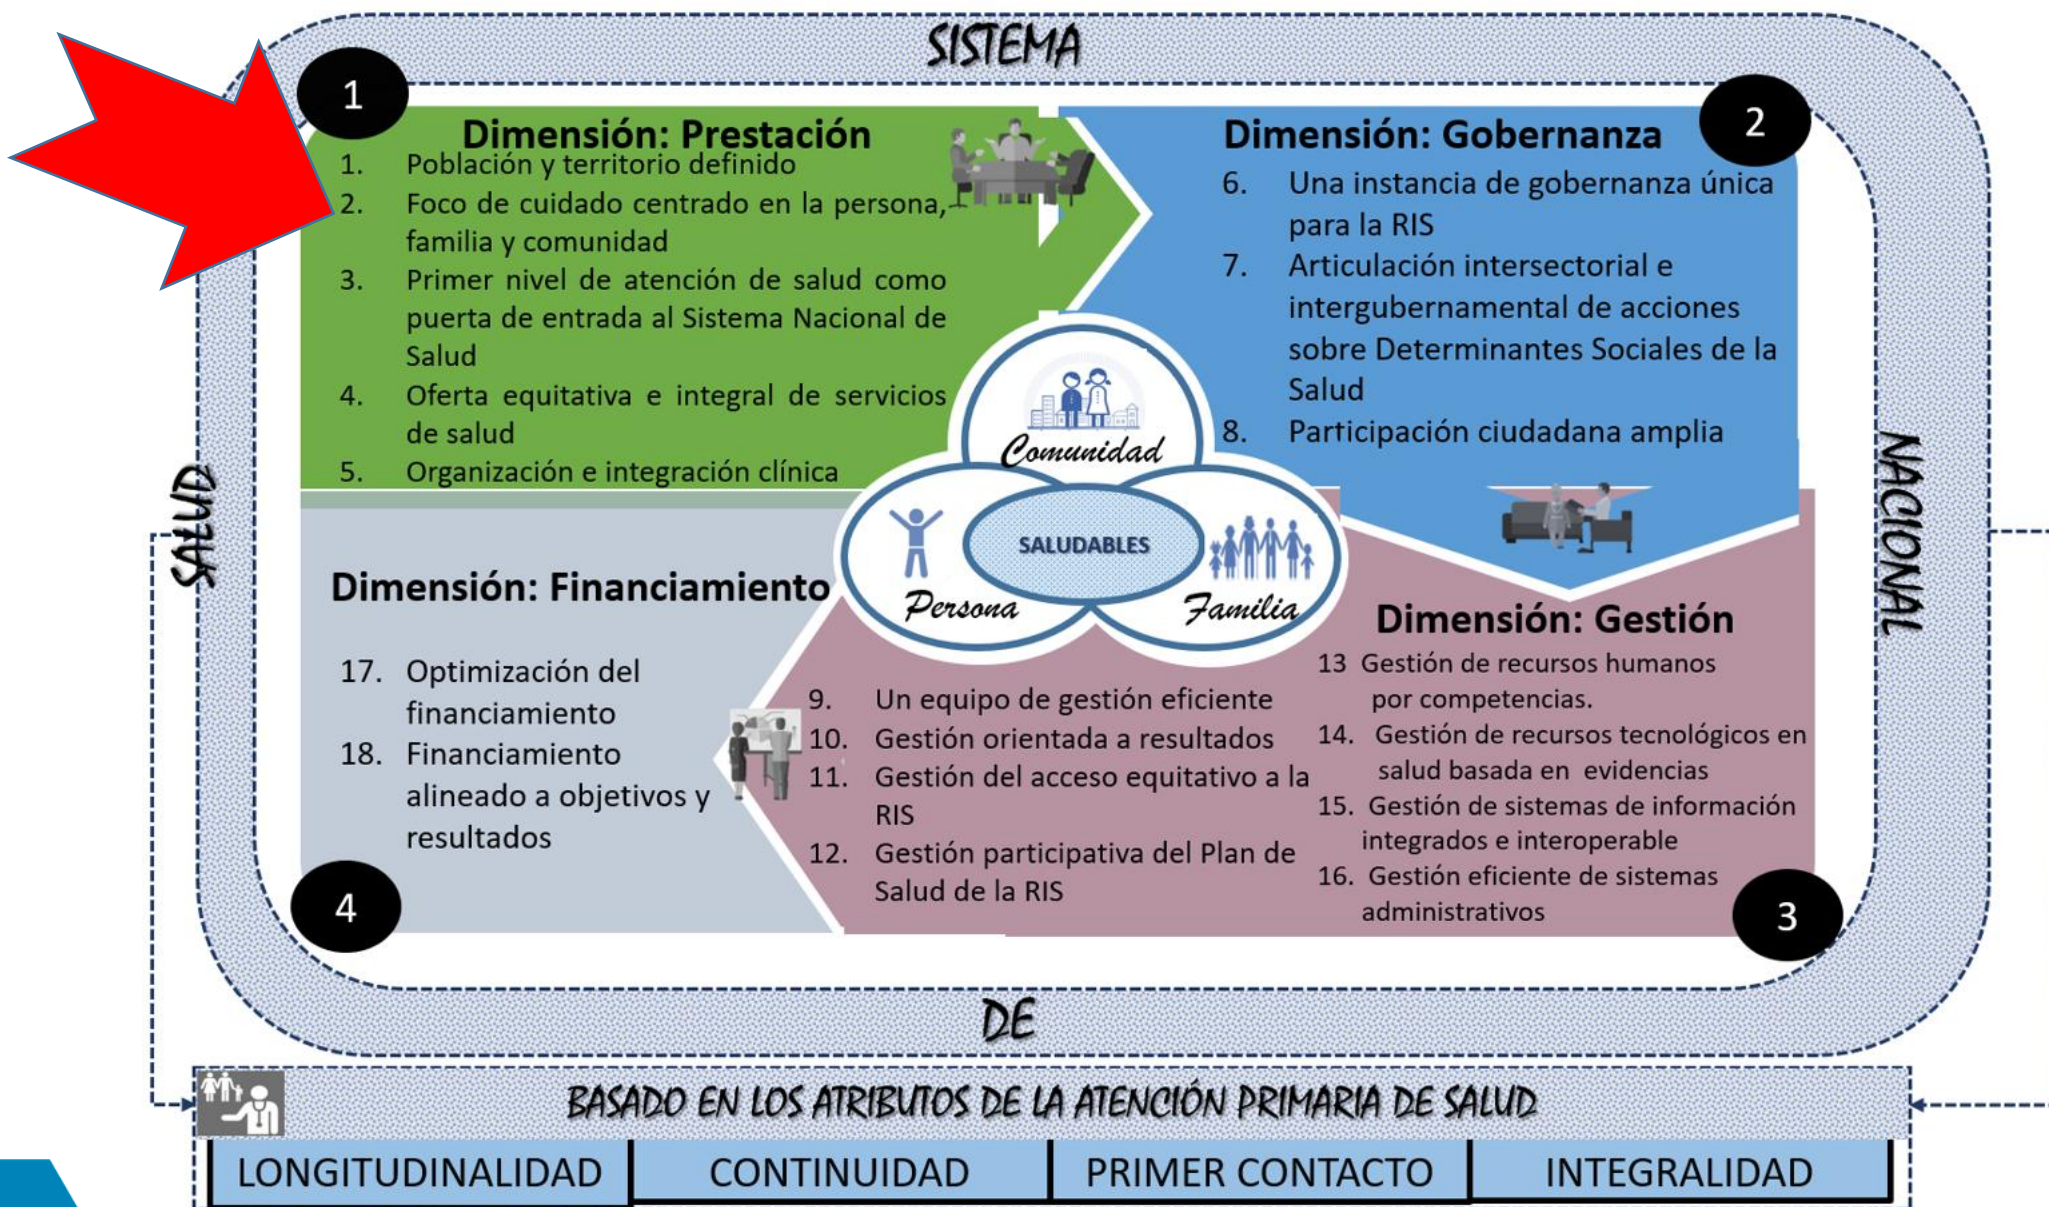 SISTEMA
1
Dimensión: Prestación
1. Población y territorio definido
2. Foco de cuidado centrado en la persona,
familia y comunidad
3. Primer nivel de atención de salud como
puerta de entrada al Sistema Nacional de
Salud
4. Oferta equitativa e integral de servicios
de salud
5. Organización e integración clínica
2
Dimensión: Gobernanza
6. Una instancia de gobernanza única
para la RIS
7. Articulación intersectorial e
intergubernamental de acciones
sobre Determinantes Sociales de la
Salud
8. Participación ciudadana amplia
NACIONAL
Comunidad
Persona
SALUDABLES
Familia
Dimensión: Gestión
9. Un equipo de gestión eficiente
10. Gestión orientada a resultados
11. Gestión del acceso equitativo a la
RIS
12. Gestión participativa del Plan de
Salud de la RIS
13 Gestión de recursos humanos
por competencias.
14. Gestión de recursos tecnológicos en
salud basada en evidencias
15. Gestión de sistemas de información
integrados e interoperable
16. Gestión eficiente de sistemas
administrativos
3
Dimensión: Financiamiento
17. Optimización del
financiamiento
18. Financiamiento
alineado a objetivos y
resultados
4
DE
SALUD
BASADO EN LOS ATRIBUTOS DE LA ATENCIÓN PRIMARIA DE SALUD
LONGITUDINALIDAD
CONTINUIDAD
PRIMER CONTACTO
INTEGRALIDAD